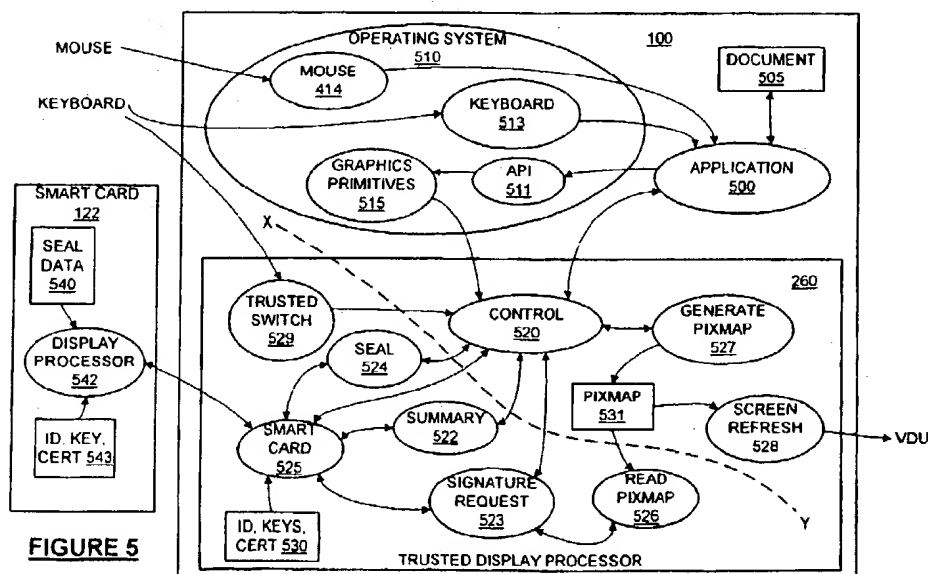 MOUSE
KEYBOARD
OPERATING SYSTEM
510
100
MOUSE
414
KEYBOARD
513
DOCUMENT
505
GRAPHICS
PRIMITIVES
515
API
511
APPLICATION
500
SMART CARD
122
SEAL
DATA
540
DISPLAY
PROCESSOR
542
ID, KEY,
CERT 543
X
260
TRUSTED
SWITCH
529
CONTROL
520
GENERATE
PIXMAP
527
SEAL
524
PIXMAP
531
SCREEN
REFRESH
528
VDU
SMART
CARD
525
SUMMARY
522
SIGNATURE
REQUEST
523
READ
PIXMAP
526
Y
ID, KEYS,
CERT 530
TRUSTED DISPLAY PROCESSOR
FIGURE 5